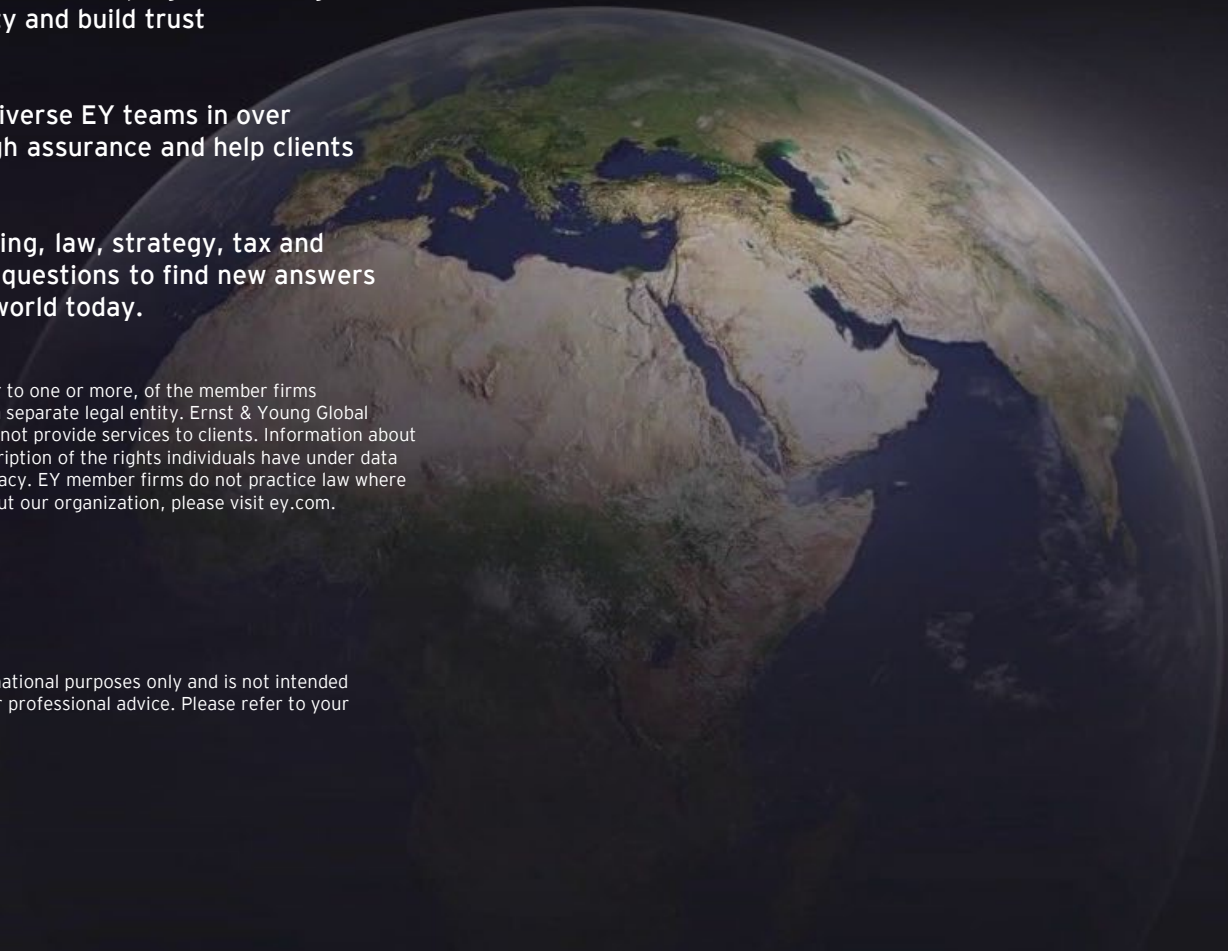 ty and build trust
iverse EY teams in over
gh assurance and help clients
ing, law, strategy, tax and
questions to find new answers
world today.
r to one or more, of the member firms
separate legal entity. Ernst & Young Global
not provide services to clients. Information about
ription of the rights individuals have under data
acy. EY member firms do not practice law where
ut our organization, please visit ey.com.
national purposes only and is not intended
r professional advice. Please refer to your